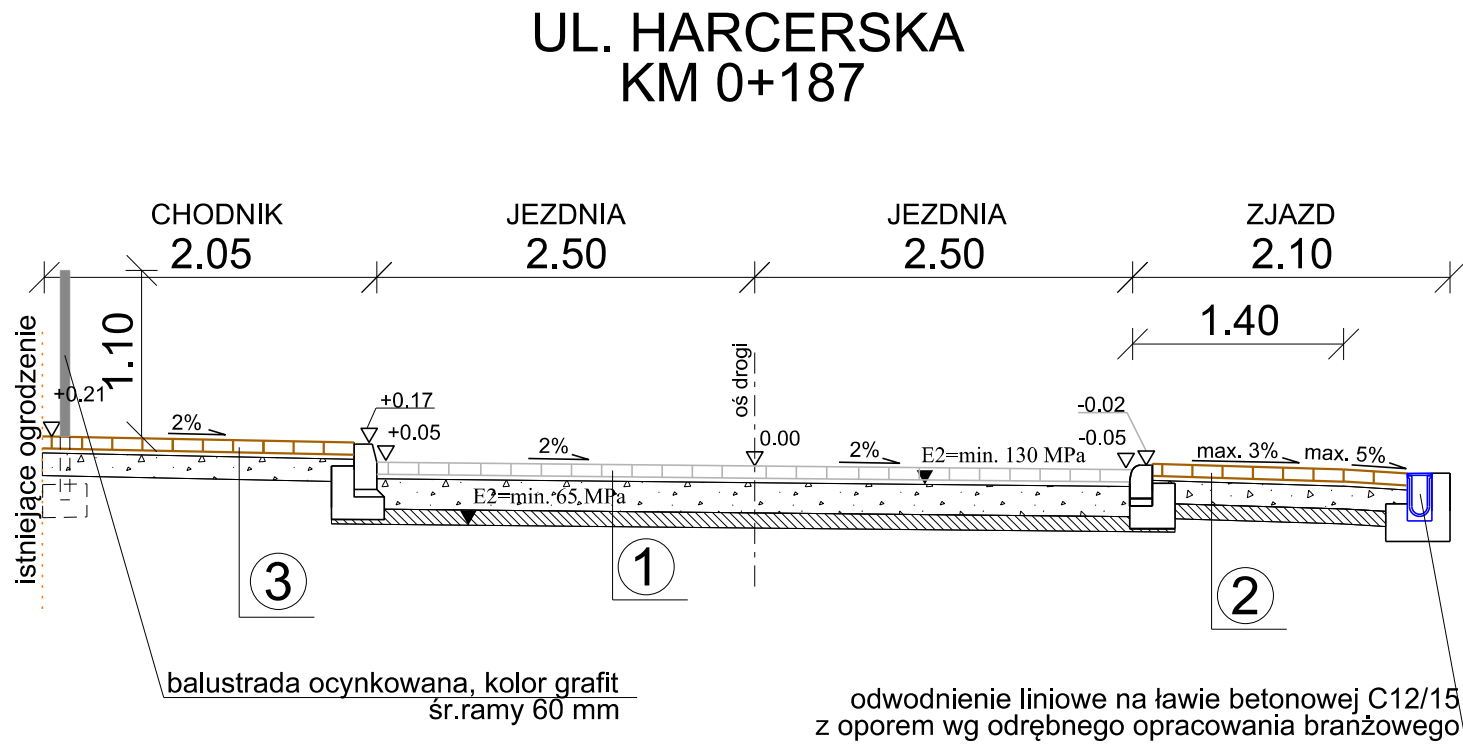 UL. HARCERSKA
KM 0+187
CHODNIK
JEZDNIA
JEZDNIA
ZJAZD
2.05
2.50
2.50
2.10
1.40
1.10
istniejące ogrodzenie
oś drogi
+0.21
2%
+0.17
+0.05
2%
0.00
2%
E2=min. 130 MPa
-0.02
-0.05
max. 3%
max. 5%
E2=min. 65 MPa
3
1
2
balustrada ocynkowana, kolor grafit
śr.ramy 60 mm
odwodnienie liniowe na ławie betonowej C12/15
z oporem wg odrębnego opracowania branżowego